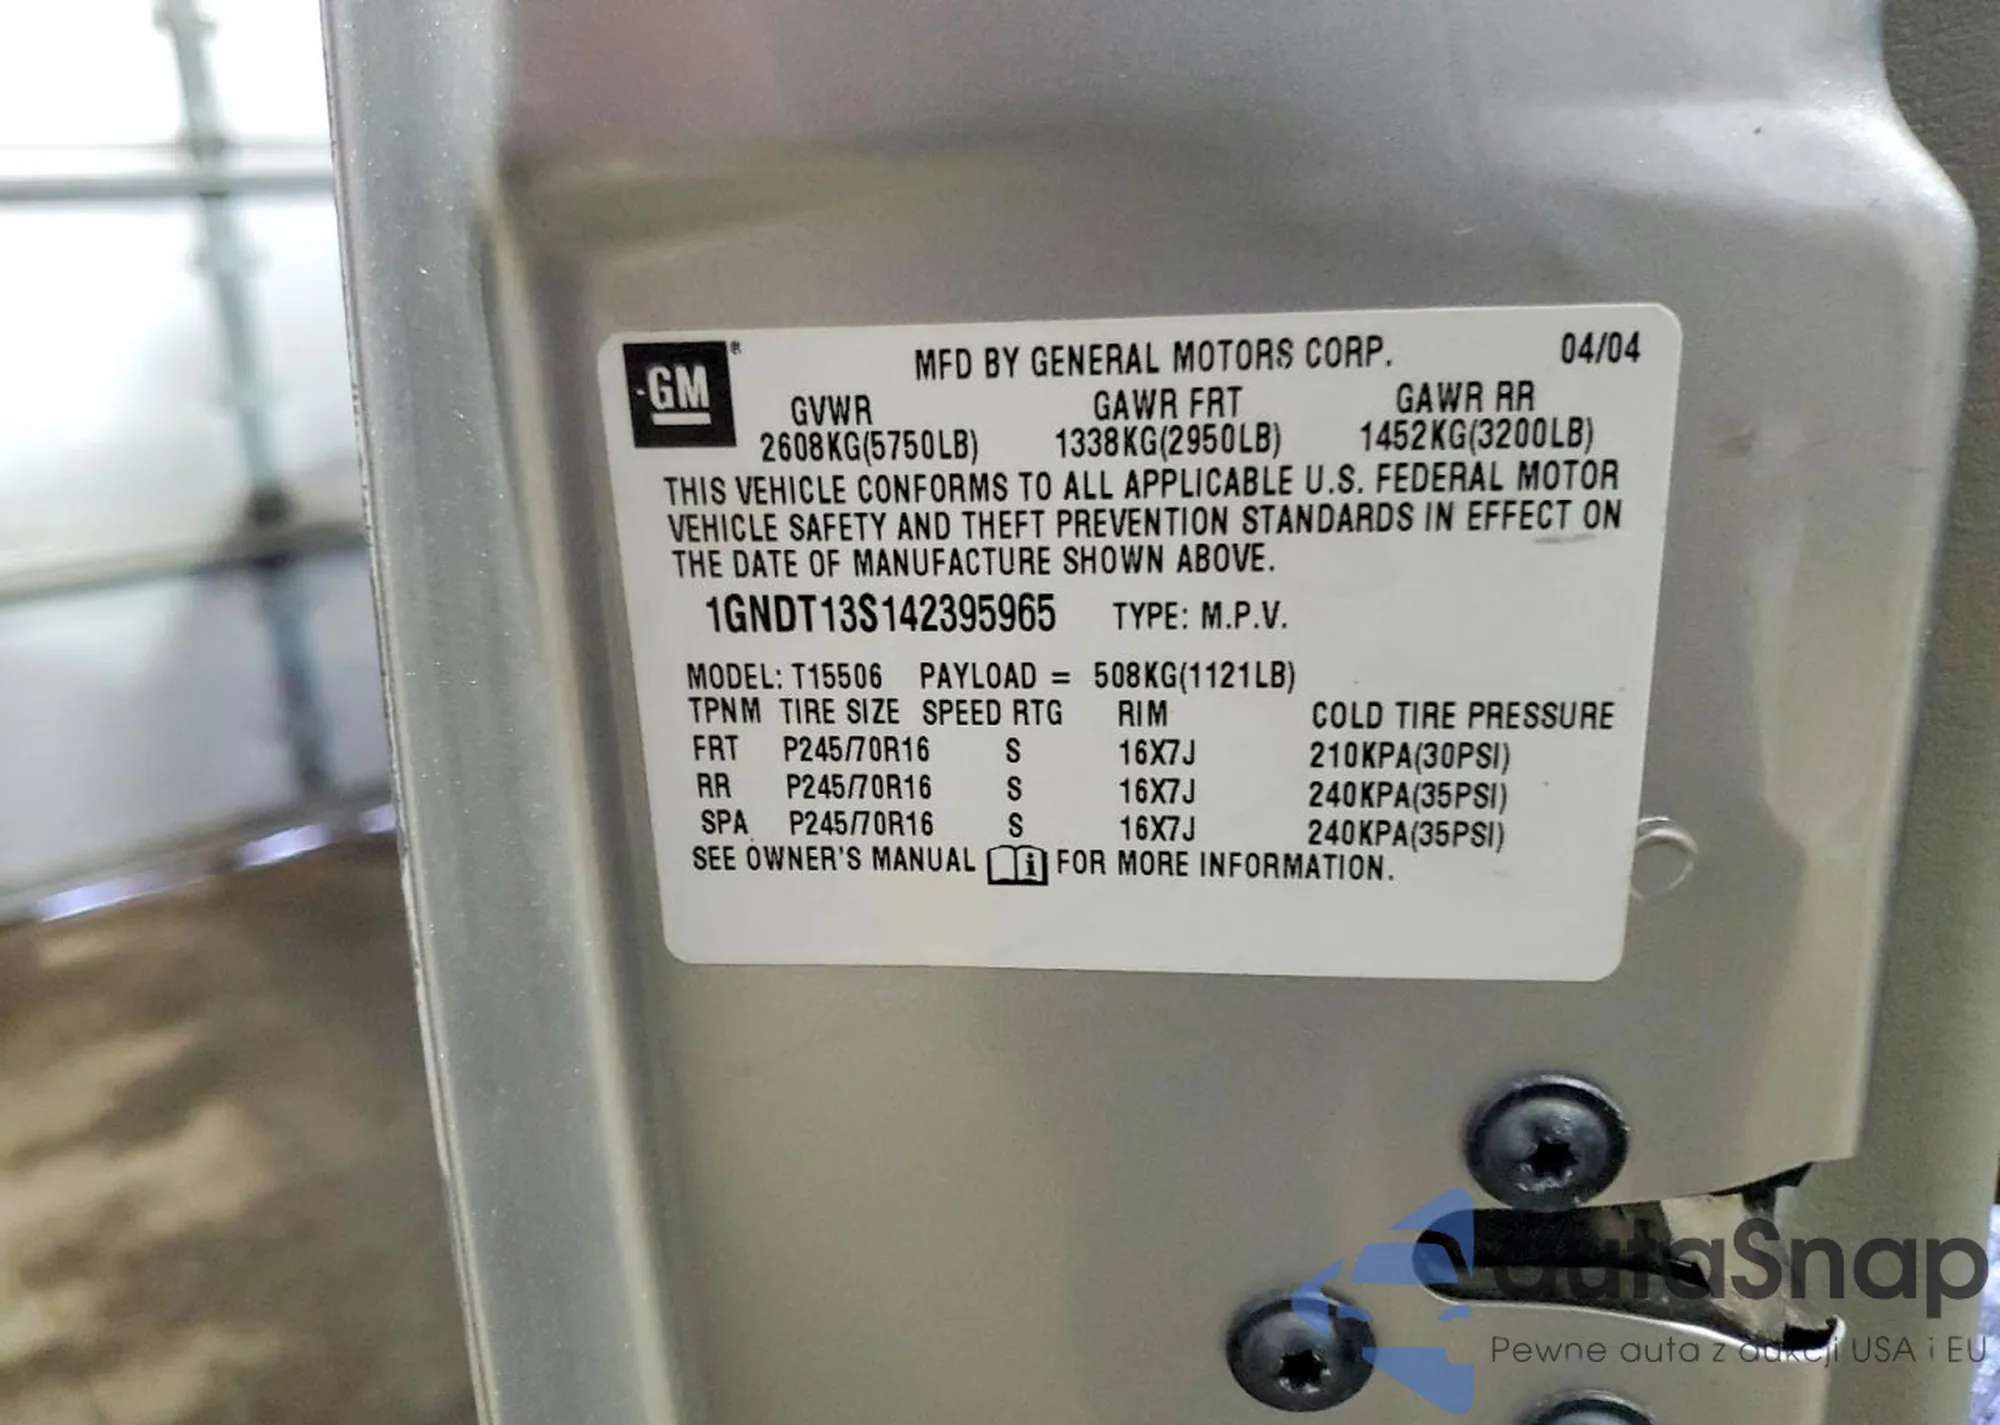 GM®
MFD BY GENERAL MOTORS CORP. 04/04
GVWR GAWR FRT GAWR RR
2608KG(5750LB) 1338KG(2950LB) 1452KG(3200LB)
THIS VEHICLE CONFORMS TO ALL APPLICABLE U.S. FEDERAL MOTOR
VEHICLE SAFETY AND THEFT PREVENTION STANDARDS IN EFFECT ON
THE DATE OF MANUFACTURE SHOWN ABOVE.
1GNDT13S142395965 TYPE: M.P.V.
MODEL: T15506 PAYLOAD = 508KG(1121LB)
TPNM TIRE SIZE SPEED RTG RIM COLD TIRE PRESSURE
FRT P245/70R16 S 16X7J 210KPA(30PSI)
RR P245/70R16 S 16X7J 240KPA(35PSI)
SPA P245/70R16 S 16X7J 240KPA(35PSI)
SEE OWNER'S MANUAL i FOR MORE INFORMATION.
autaSnap
Pewne auta z aukcji USA i EU